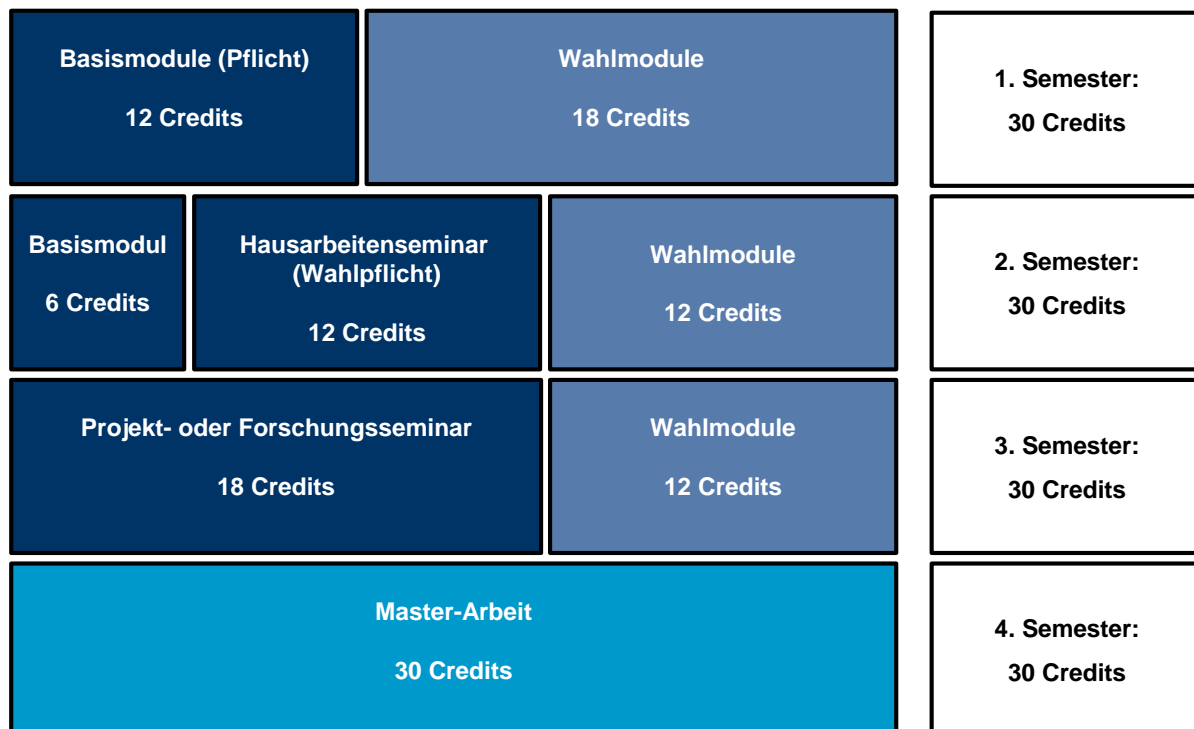 Basismodule (Pflicht)
12 Credits
Wahlmodule
18 Credits
1. Semester:
30 Credits
Basismodul
6 Credits
Hausarbeitenseminar
(Wahlpflicht)
12 Credits
Wahlmodule
12 Credits
2. Semester:
30 Credits
Projekt- oder Forschungsseminar
18 Credits
Wahlmodule
12 Credits
3. Semester:
30 Credits
Master-Arbeit
30 Credits
4. Semester:
30 Credits